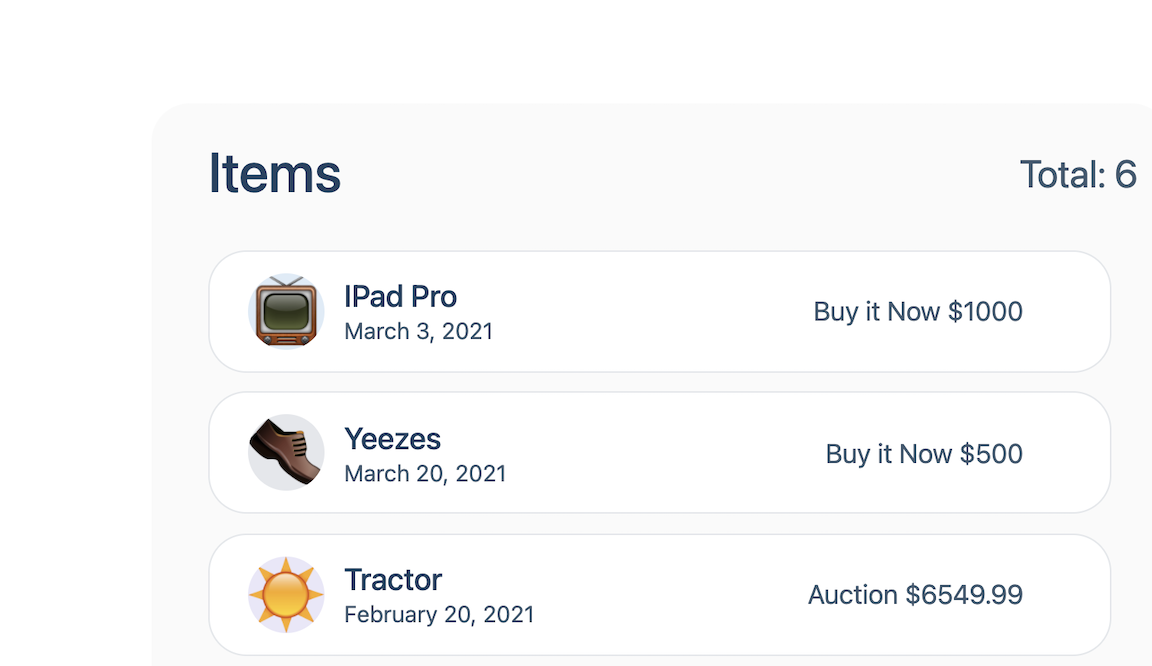 Items
Total: 6
IPad Pro
March 3, 2021
Buy it Now $1000
Yeezes
March 20, 2021
Buy it Now $500
Tractor
February 20, 2021
Auction $6549.99